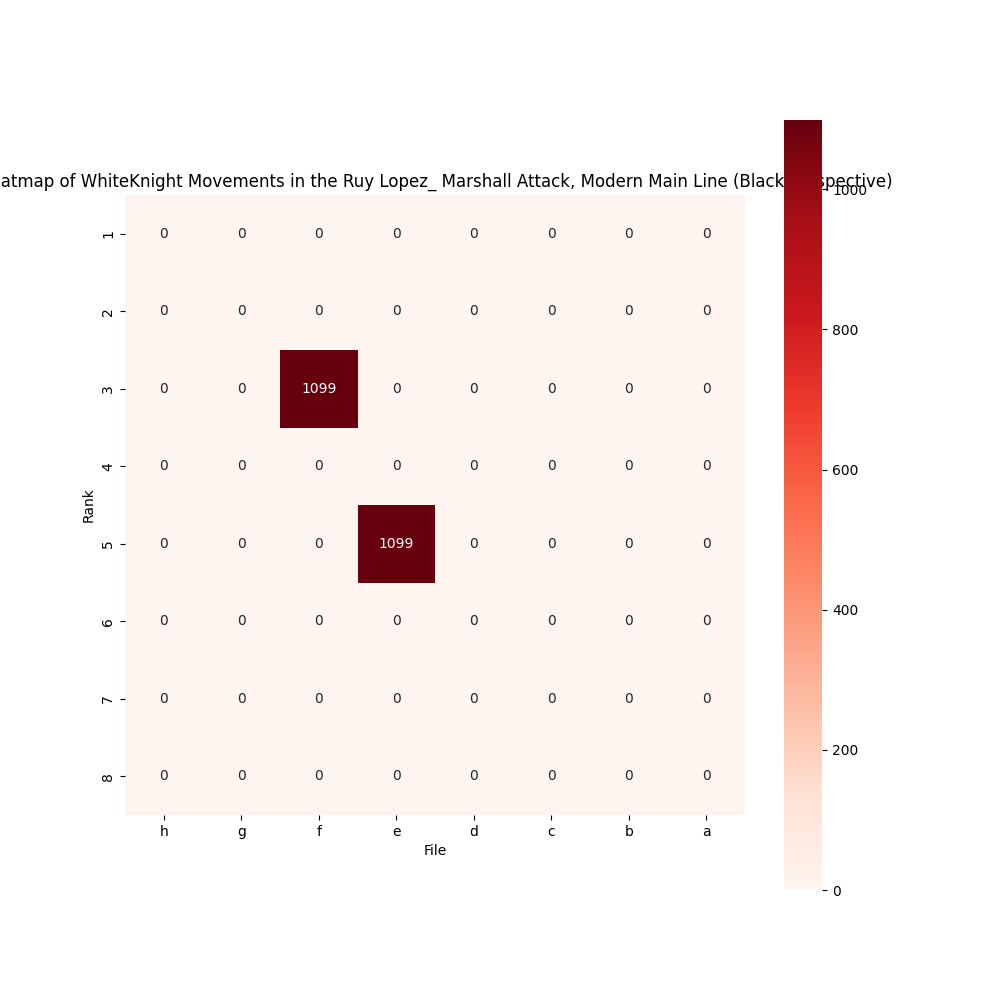 atmap of WhiteKnight Movements in the Ruy Lopez_ Marshall Attack, Modern Main Line (Black spective)
1000
1 0 0 0 0 0 0 0 0
2 0 0 0 0 0 0 0 0
800
3 0 0 1099 0 0 0 0 0
4 0 0 0 0 0 0 0 0
600
Rank
5 0 0 0 1099 0 0 0 0
400
6 0 0 0 0 0 0 0 0
7 0 0 0 0 0 0 0 0
200
8 0 0 0 0 0 0 0 0
h g f e d c b a
File
0